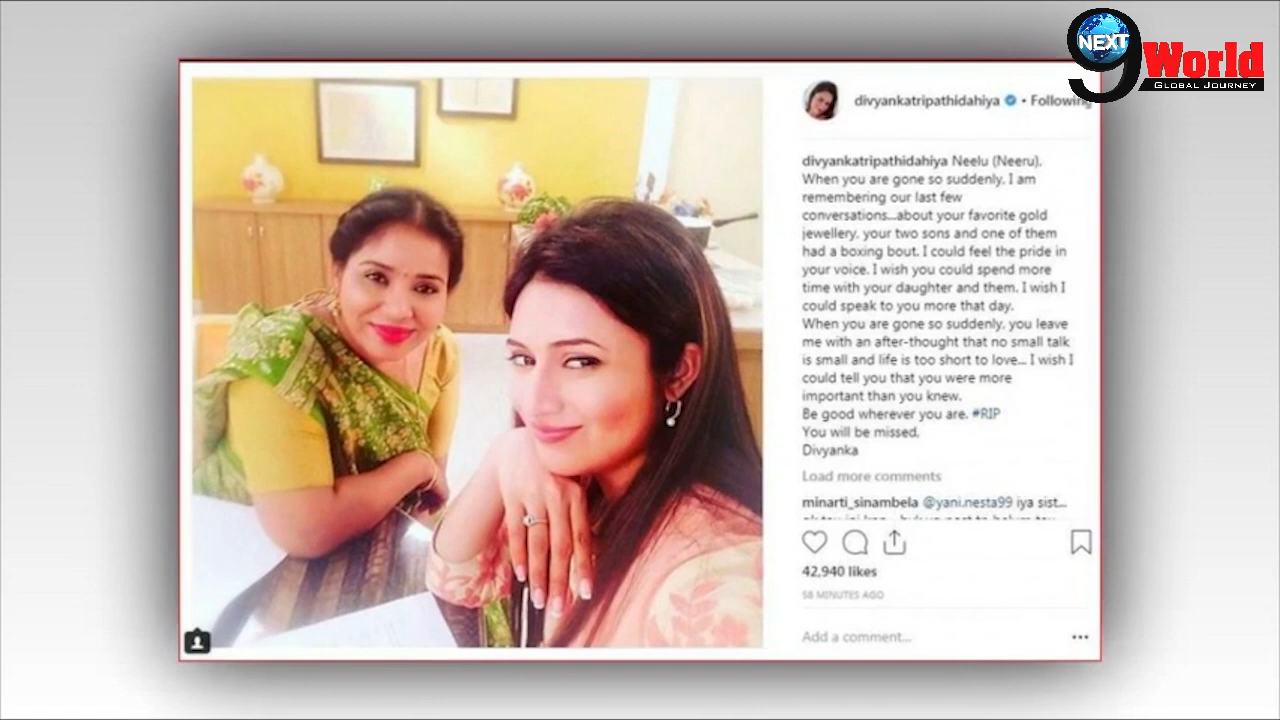 NEXT
9 World
GLOBAL JOURNEY
divyankatripathidahiya • Following
divyankatripathidahiya Neelu (Neeru).
When you are gone so suddenly, I am
remembering our last few
conversations...about your favorite gold
jewellery, your two sons and one of them
had a boxing bout. I could feel the pride in
your voice. I wish you could spend more
time with your daughter and them. I wish I
could speak to you more that day.
When you are gone so suddenly, you leave
me with an after-thought that no small talk
is small and life is too short to love... I wish I
could tell you that you were more
important than you knew.
Be good wherever you are. #RIP
You will be missed,
Divyanka
Load more comments
minarti_sinambela @yani.nesta99 iya sist...
42,940 likes
58 MINUTES AGO
Add a comment...